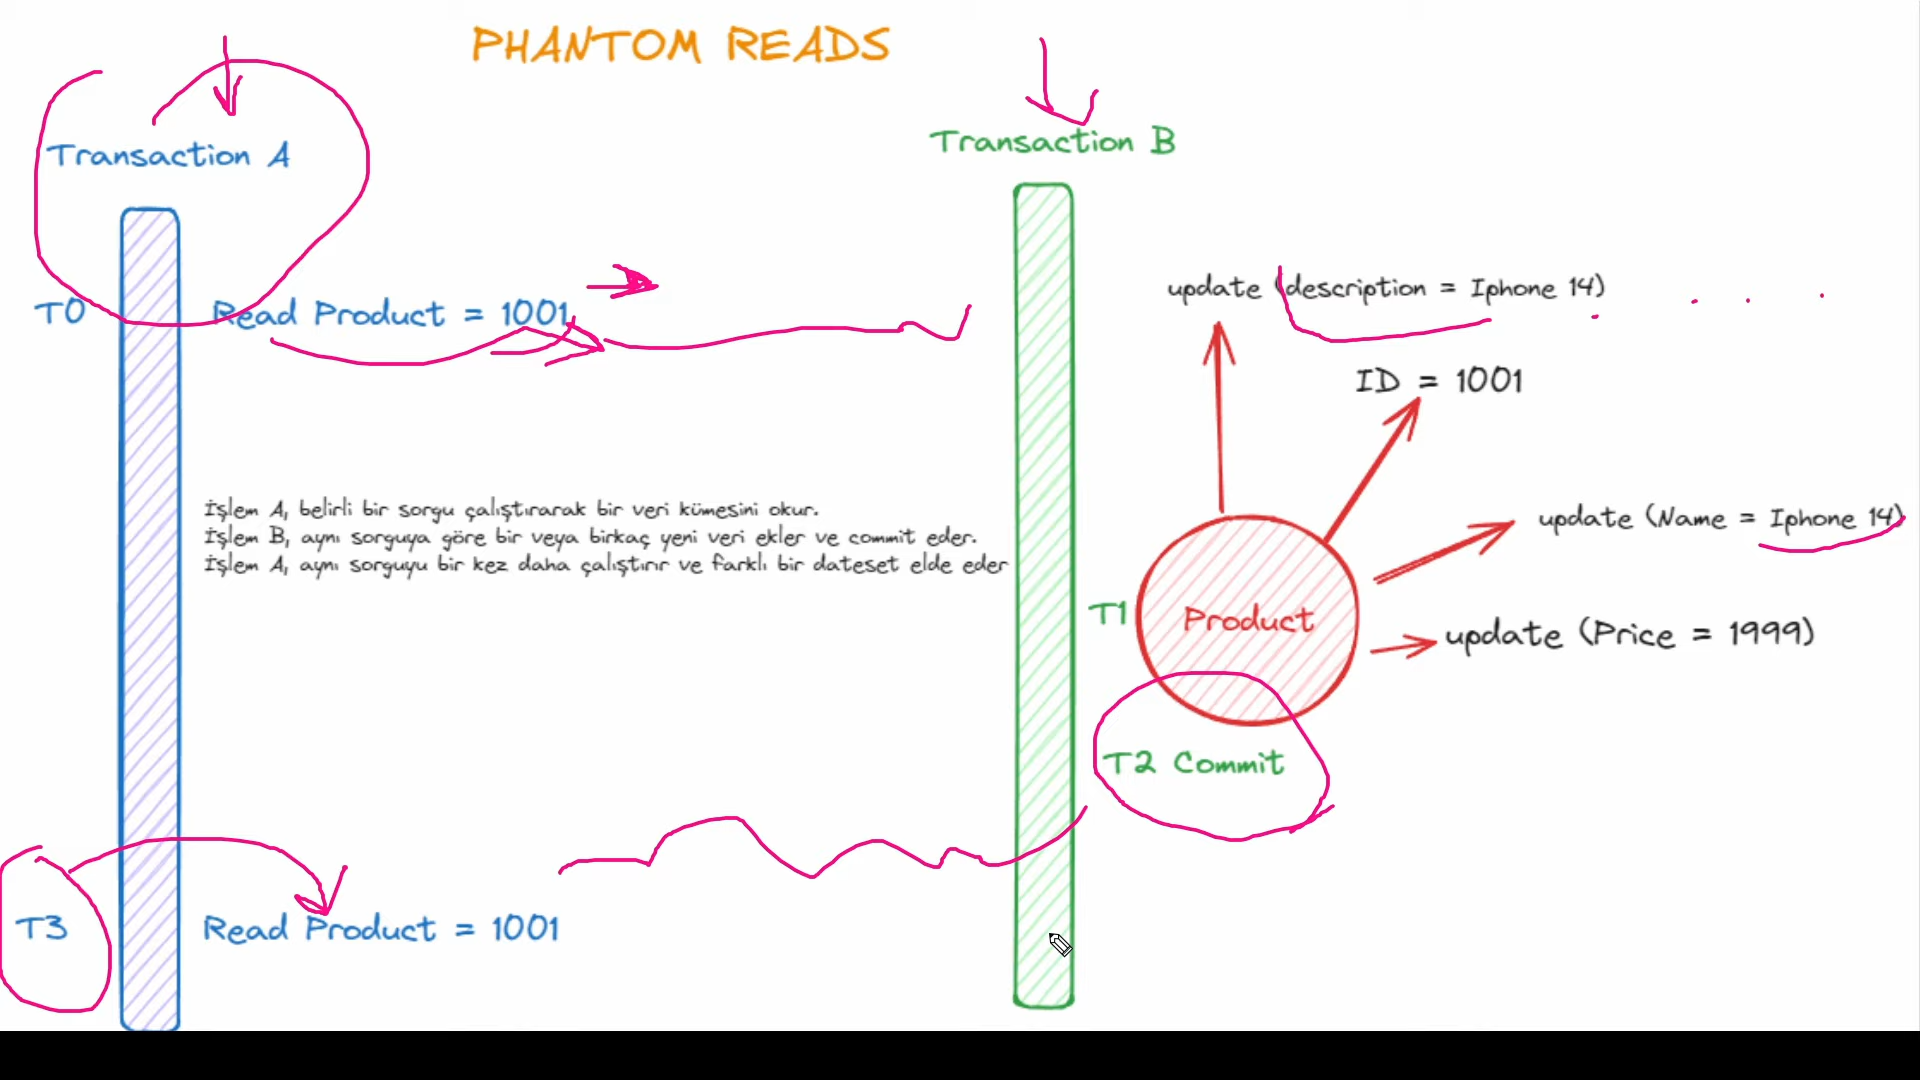 PHANTOM READS
Transaction A
Transaction B
T0
Read Product = 1001
update (description = Iphone 14)
ID = 1001
İşlem A, belirli bir sorgu çalıştırarak bir veri kümesini okur.
İşlem B, aynı sorguya göre bir veya birkaç yeni veri ekler ve commit eder.
İşlem A, aynı sorguyu bir kez daha çalıştırır ve farklı bir dateset elde eder
update (Name = Iphone 14)
T1
Product
update (Price = 1999)
T2 Commit
T3
Read Product = 1001